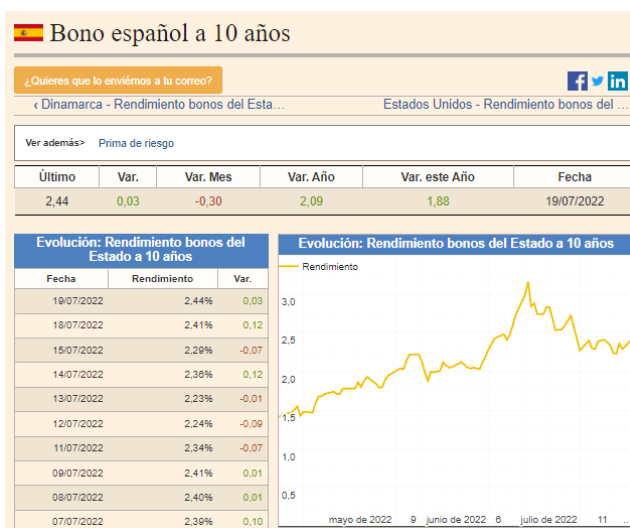 Bono español a 10 años
¿Quieres que lo enviémos a tu correo?
‹ Dinamarca - Rendimiento bonos del Esta…
Estados Unidos - Rendimiento bonos del …
Ver además> Prima de riesgo
Último Var. Var. Mes Var. Año Var. este Año Fecha
2,44 0,03 -0,30 2,09 1,88 19/07/2022
Evolución: Rendimiento bonos del
Estado a 10 años
Fecha Rendimiento Var.
19/07/2022 2,44% 0,03
18/07/2022 2,41% 0,12
15/07/2022 2,29% -0,07
14/07/2022 2,36% 0,12
13/07/2022 2,23% -0,01
12/07/2022 2,24% -0,09
11/07/2022 2,34% -0,07
09/07/2022 2,41% 0,01
08/07/2022 2,40% 0,01
07/07/2022 2,39% 0,10
Evolución: Rendimiento bonos del Estado a 10 años
Rendimiento
3,0
2,5
2,0
1,5
1,0
0,5
mayo de 2022 9 junio de 2022 6 julio de 2022 11 ...